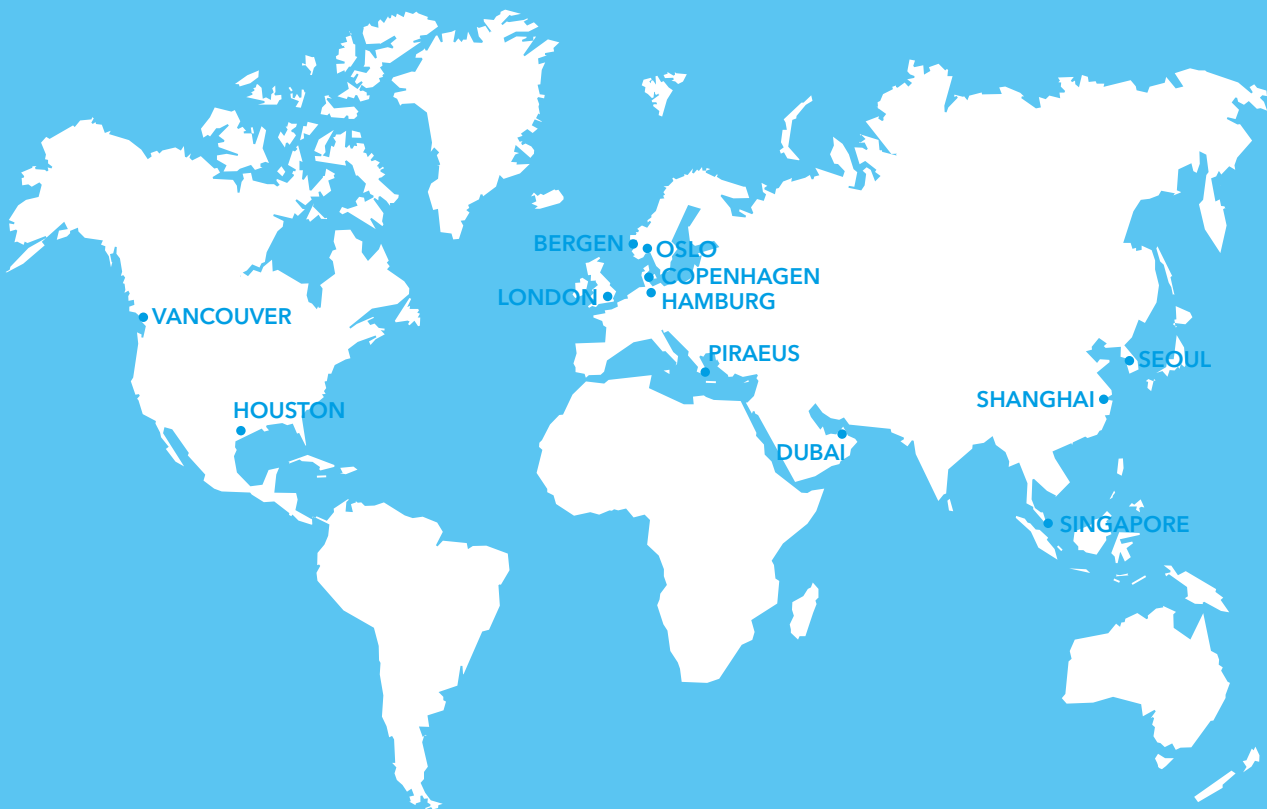 BERGEN
OSLO
COPENHAGEN
LONDON
HAMBURG
VANCOUVER
PIRAEUS
SEOUL
SHANGHAI
HOUSTON
DUBAI
SINGAPORE